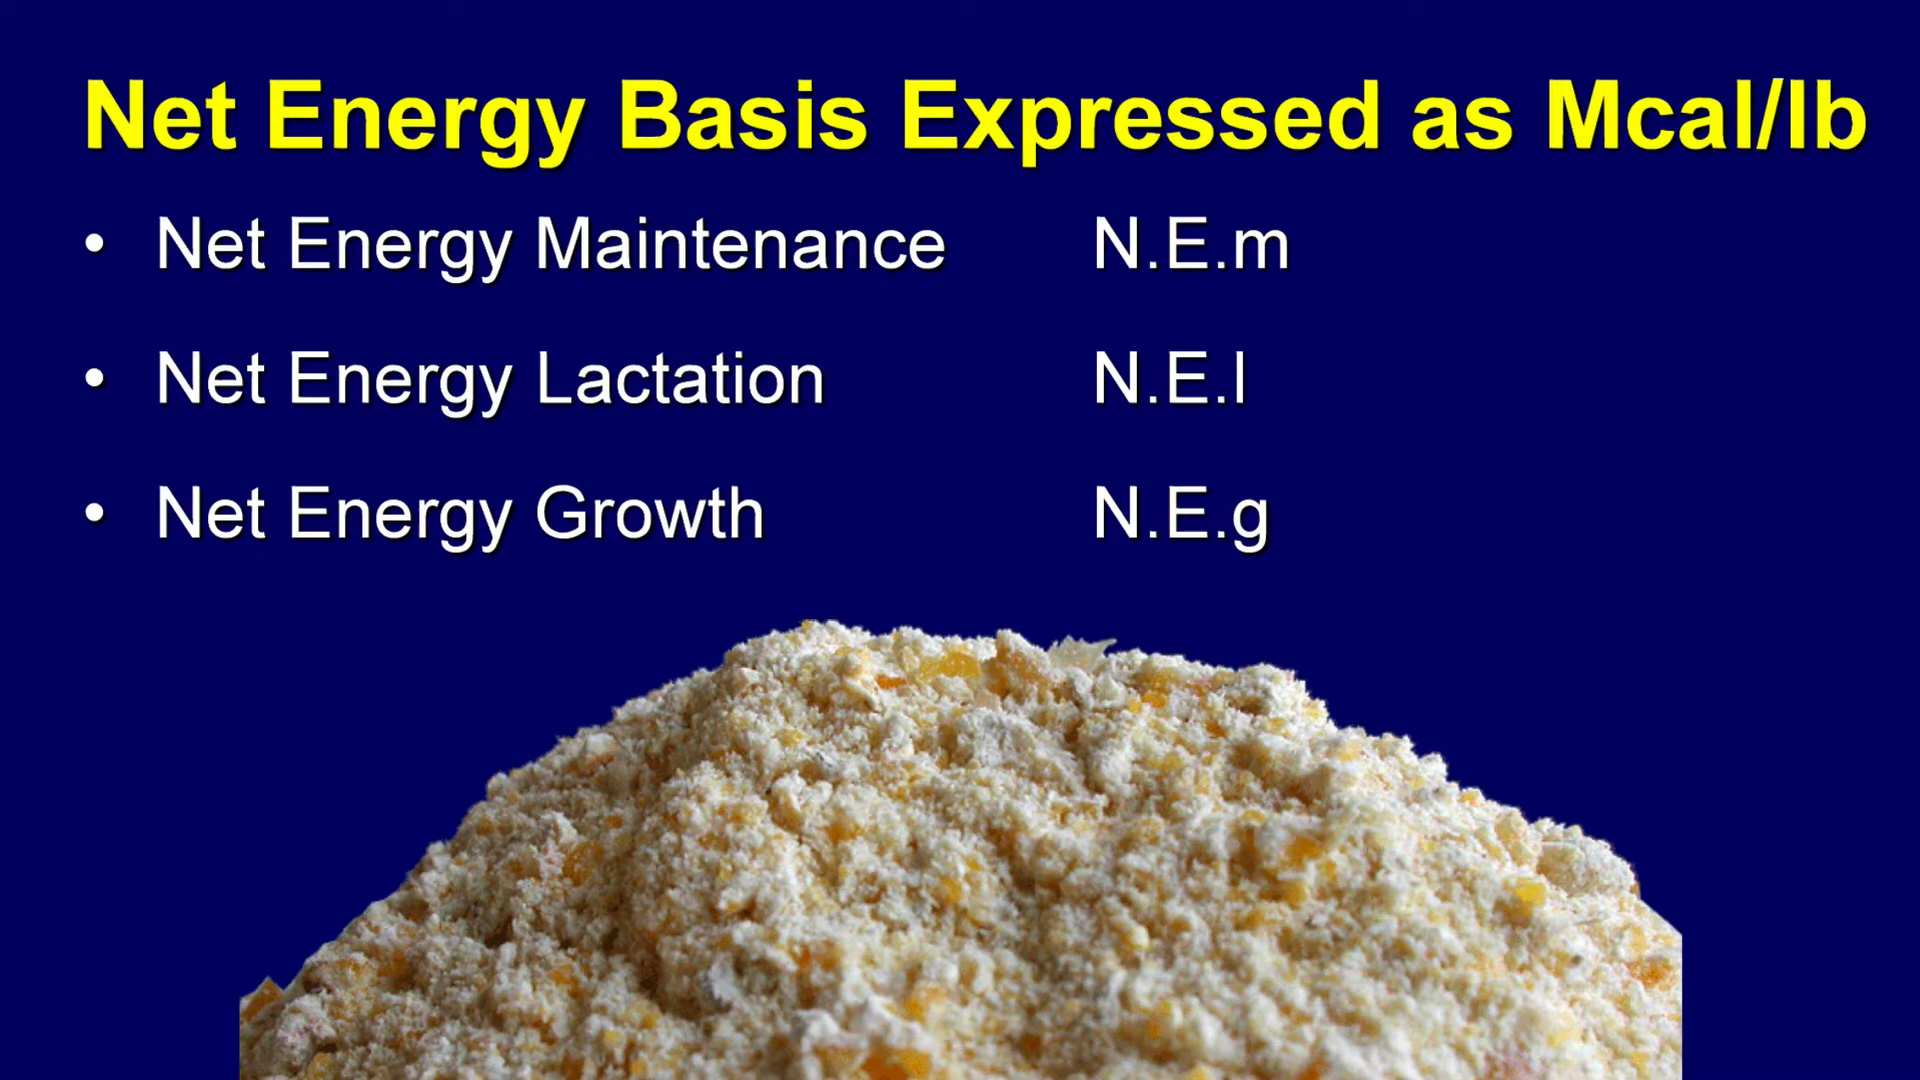 Net Energy Basis Expressed as Mcal/lb
• Net Energy Maintenance N.E.m
• Net Energy Lactation N.E.l
• Net Energy Growth N.E.g